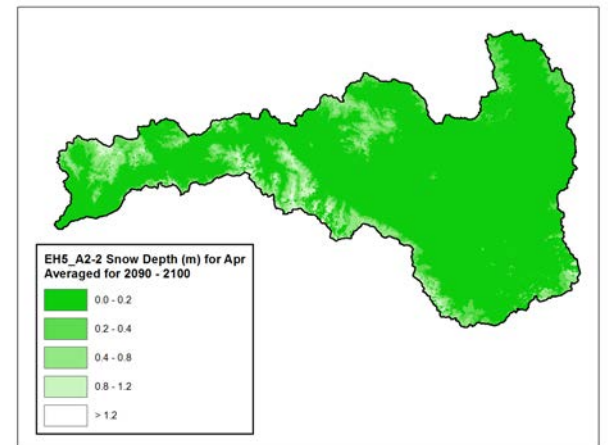 EH5_A2-2 Snow Depth (m) for Apr
Averaged for 2090 - 2100
0.0 - 0.2
0.2 - 0.4
0.4 - 0.8
0.8 - 1.2
> 1.2